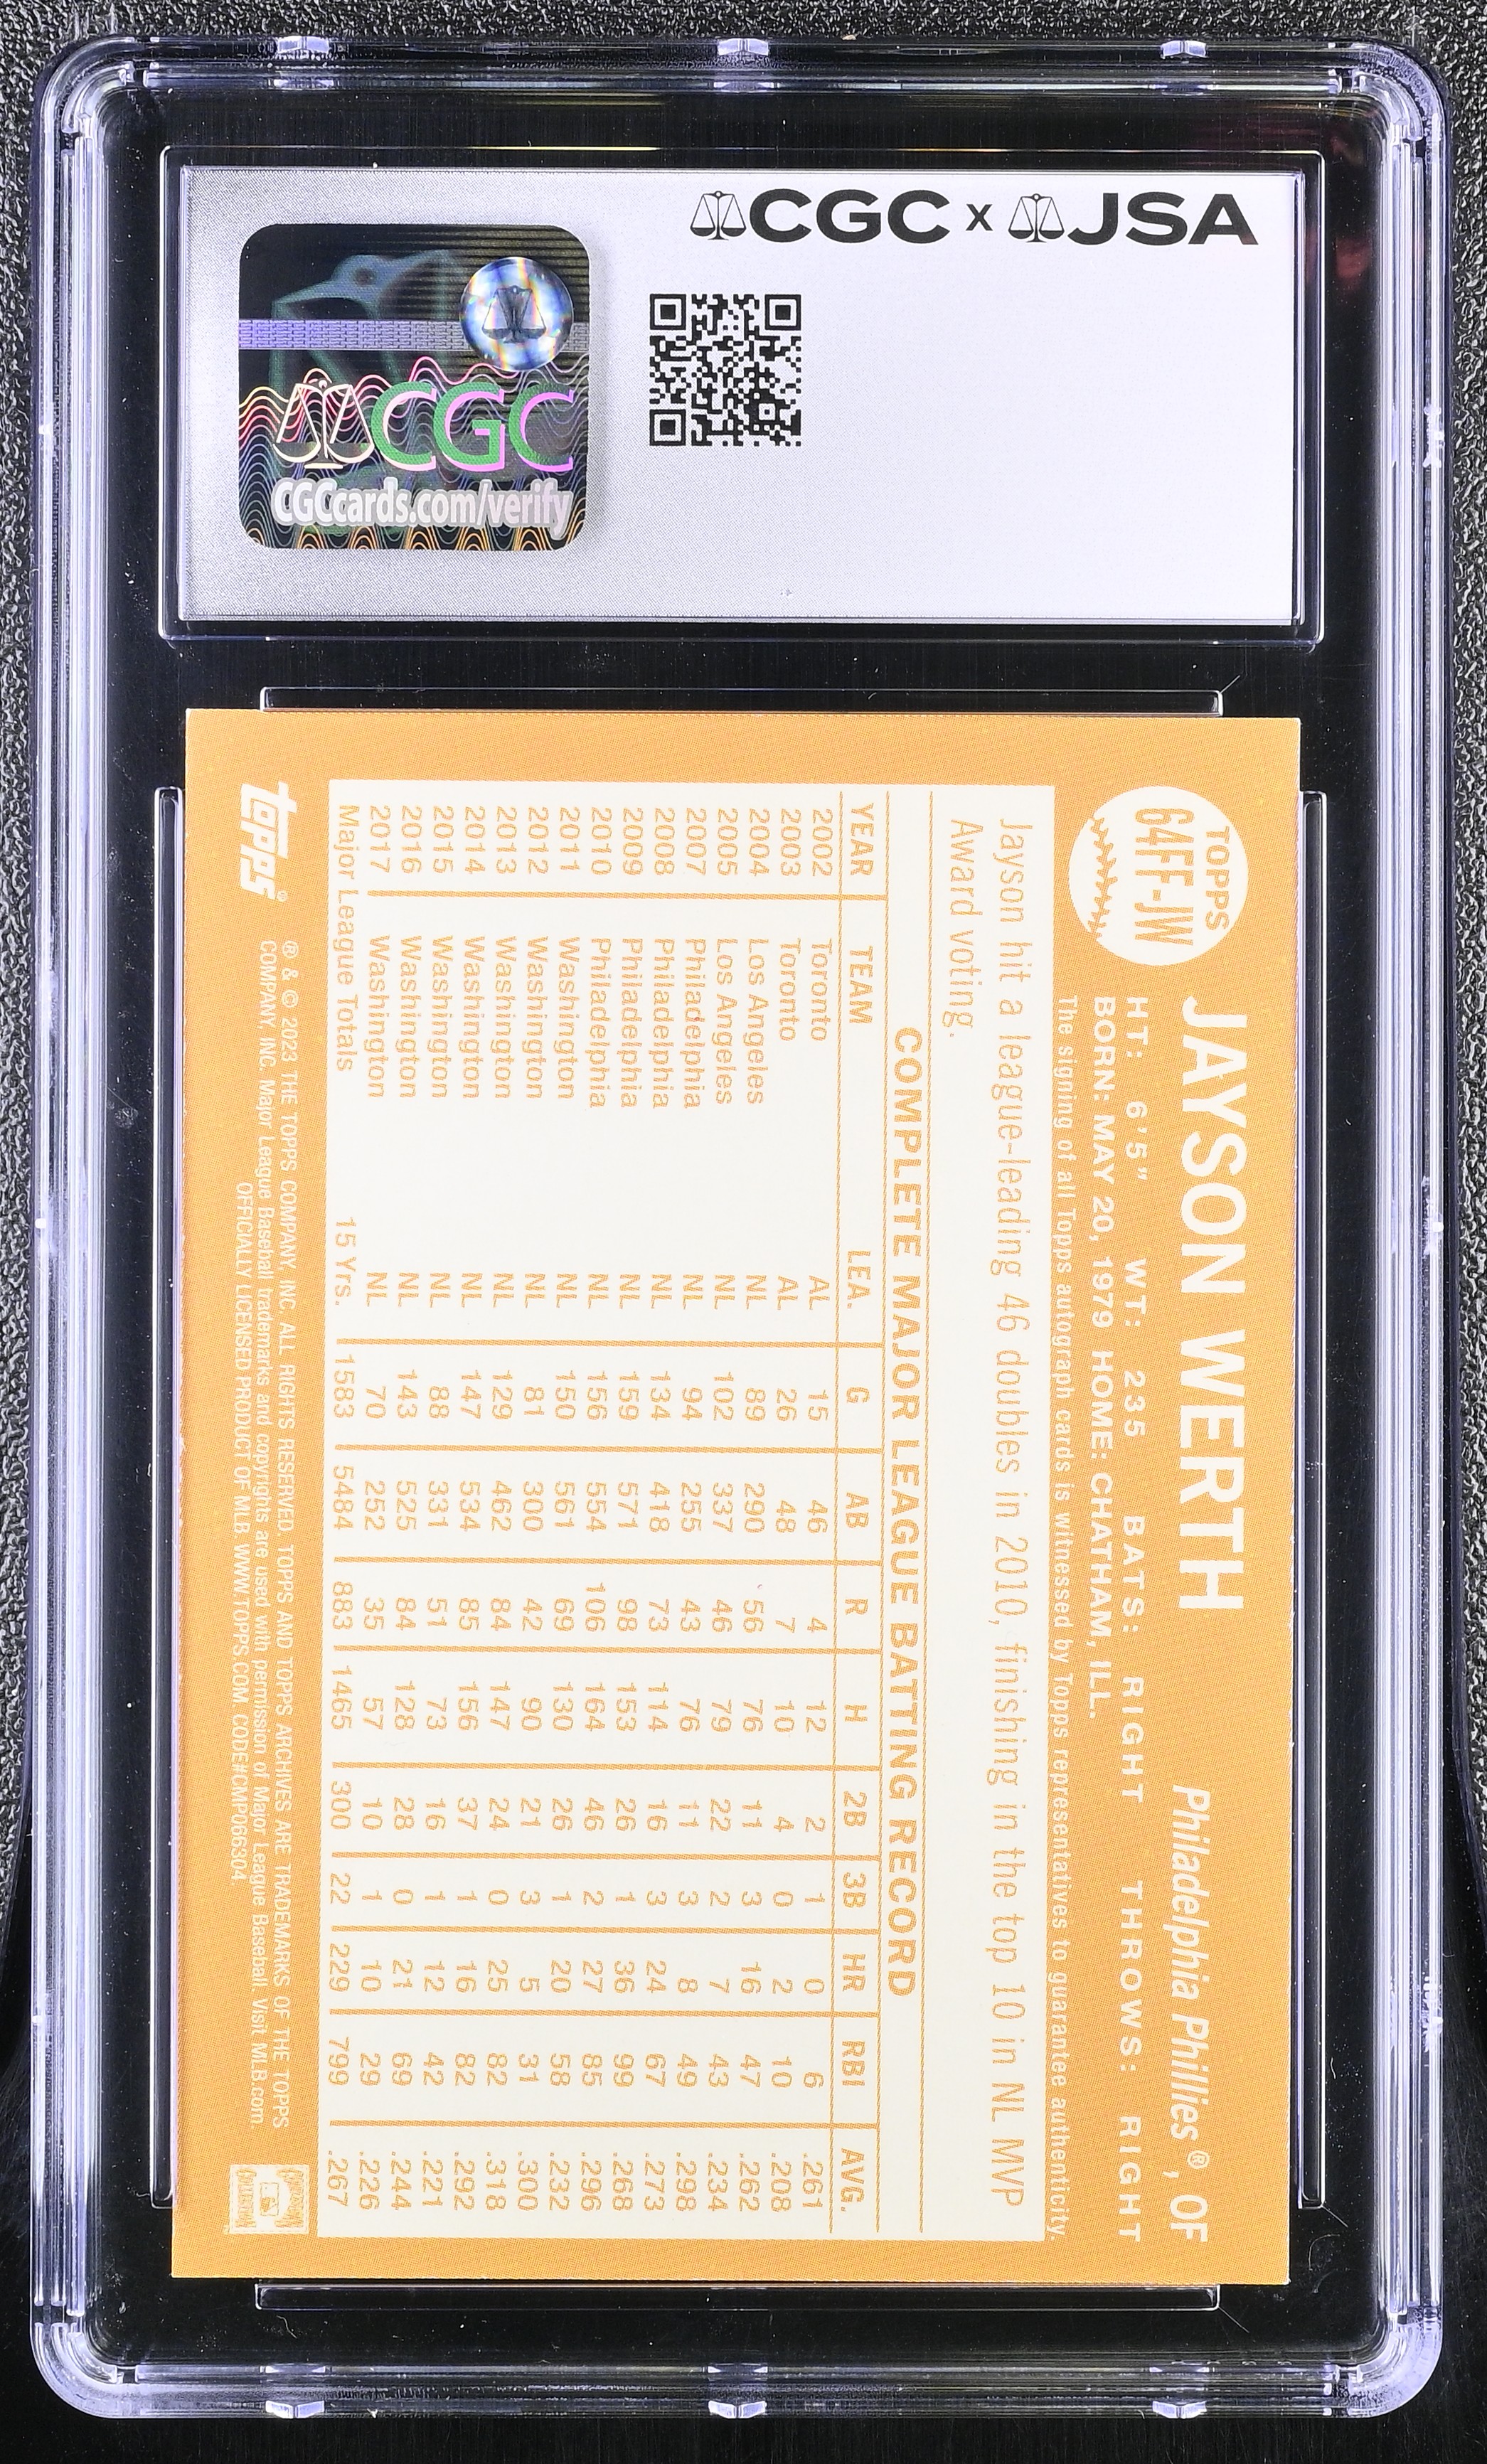 CGC x JSA
CGC
CGCcards.com/verify
TOPPS
64FF-JW
JAYSON WERTH
Philadelphia Phillies®, OF
HT: 6'5" WT: 235 BATS: RIGHT THROWS: RIGHT
BORN: MAY 20, 1979 HOME: CHATHAM, ILL.
The signing of all Topps autograph cards is witnessed by Topps representatives to guarantee authenticity.
Jayson hit a league-leading 46 doubles in 2010, finishing in the top 10 in NL MVP
Award voting.
COMPLETE MAJOR LEAGUE BATTING RECORD
YEAR TEAM LEA. G AB R H 2B 3B HR RBI AVG.
2002 Toronto AL 15 46 4 12 2 1 0 6 .261
2003 Toronto AL 26 48 7 10 4 0 2 10 .208
2004 Los Angeles NL 89 290 56 76 11 3 16 47 .262
2005 Los Angeles NL 102 337 46 79 22 2 7 43 .234
2007 Philadelphia NL 94 255 43 76 11 3 8 49 .298
2008 Philadelphia NL 134 418 73 114 16 3 24 67 .273
2009 Philadelphia NL 159 571 98 153 26 1 36 99 .268
2010 Philadelphia NL 156 554 106 164 46 2 27 85 .296
2011 Washington NL 150 561 69 130 26 1 20 58 .232
2012 Washington NL 81 300 42 90 21 3 5 31 .300
2013 Washington NL 129 462 84 147 24 0 25 82 .318
2014 Washington NL 147 534 85 156 37 1 16 82 .292
2015 Washington NL 88 331 51 73 16 1 12 42 .221
2016 Washington NL 143 525 84 128 28 0 21 69 .244
2017 Washington NL 70 252 35 57 10 1 10 29 .226
Major League Totals 15 Yrs. 1583 5484 883 1465 300 22 229 799 .267
topps®
® & © 2023 THE TOPPS COMPANY, INC. ALL RIGHTS RESERVED. TOPPS AND TOPPS ARCHIVES ARE TRADEMARKS OF THE TOPPS
COMPANY, INC. Major League Baseball trademarks and copyrights are used with permission of Major League Baseball. Visit MLB.com.
OFFICIALLY LICENSED PRODUCT OF MLB. WWW.TOPPS.COM. CODE#CMP066304
COOPERSTOWN
COLLECTION